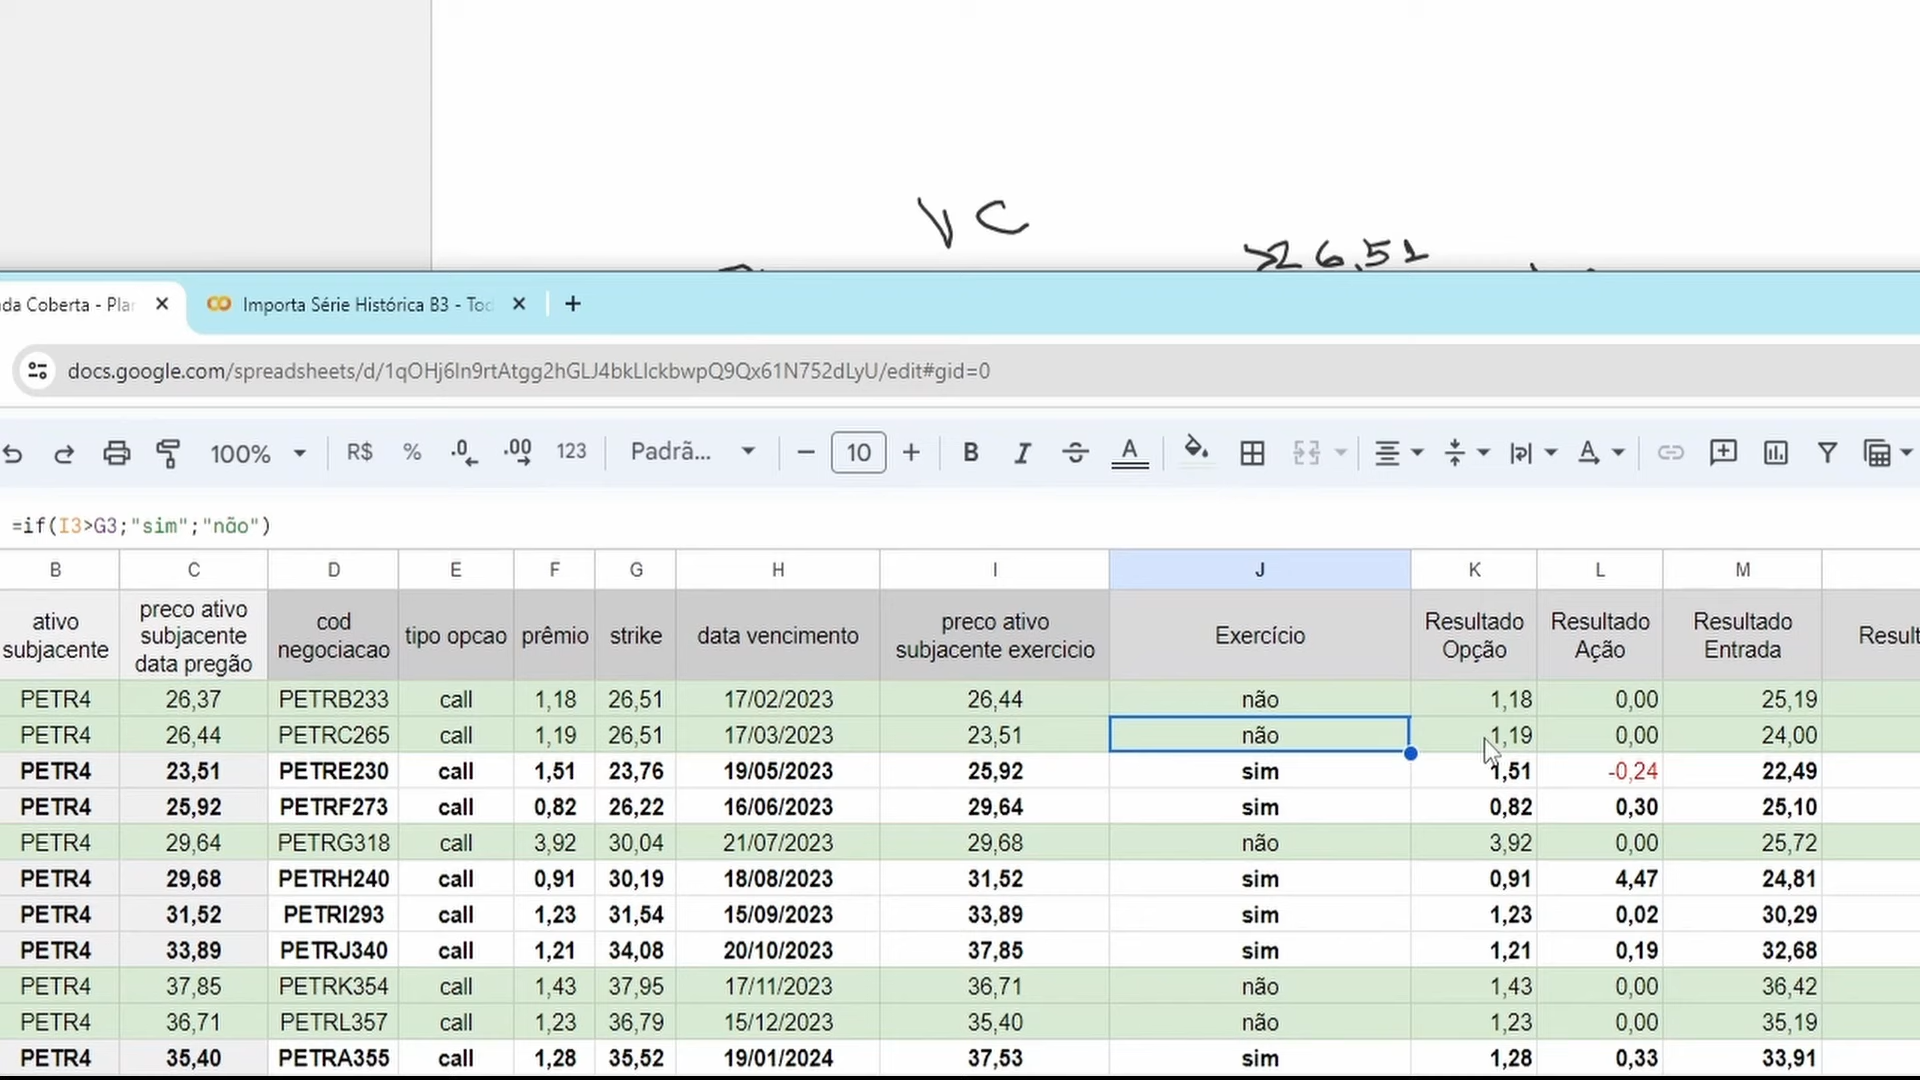 VC
>26,51
da Coberta - Plan
Importa Série Histórica B3 - Tod
docs.google.com/spreadsheets/d/1qOHj6In9rtAtgg2hGLJ4bkLIckbwpQ9Qx61N752dLyU/edit#gid=0
100% R$ % .0 .00 123 Padrã... − 10 + B I S A A
=if(I3>G3;"sim";"não")
B C D E F G H I J K L M
ativo subjacente preco ativo subjacente data pregão cod negociacao tipo opcao prêmio strike data vencimento preco ativo subjacente exercicio Exercício Resultado Opção Resultado Ação Resultado Entrada Result
PETR4 26,37 PETRB233 call 1,18 26,51 17/02/2023 26,44 não 1,18 0,00 25,19
PETR4 26,44 PETRC265 call 1,19 26,51 17/03/2023 23,51 não 1,19 0,00 24,00
PETR4 23,51 PETRE230 call 1,51 23,76 19/05/2023 25,92 sim 1,51 -0,24 22,49
PETR4 25,92 PETRF273 call 0,82 26,22 16/06/2023 29,64 sim 0,82 0,30 25,10
PETR4 29,64 PETRG318 call 3,92 30,04 21/07/2023 29,68 não 3,92 0,00 25,72
PETR4 29,68 PETRH240 call 0,91 30,19 18/08/2023 31,52 sim 0,91 4,47 24,81
PETR4 31,52 PETRI293 call 1,23 31,54 15/09/2023 33,89 sim 1,23 0,02 30,29
PETR4 33,89 PETRJ340 call 1,21 34,08 20/10/2023 37,85 sim 1,21 0,19 32,68
PETR4 37,85 PETRK354 call 1,43 37,95 17/11/2023 36,71 não 1,43 0,00 36,42
PETR4 36,71 PETRL357 call 1,23 36,79 15/12/2023 35,40 não 1,23 0,00 35,19
PETR4 35,40 PETRA355 call 1,28 35,52 19/01/2024 37,53 sim 1,28 0,33 33,91